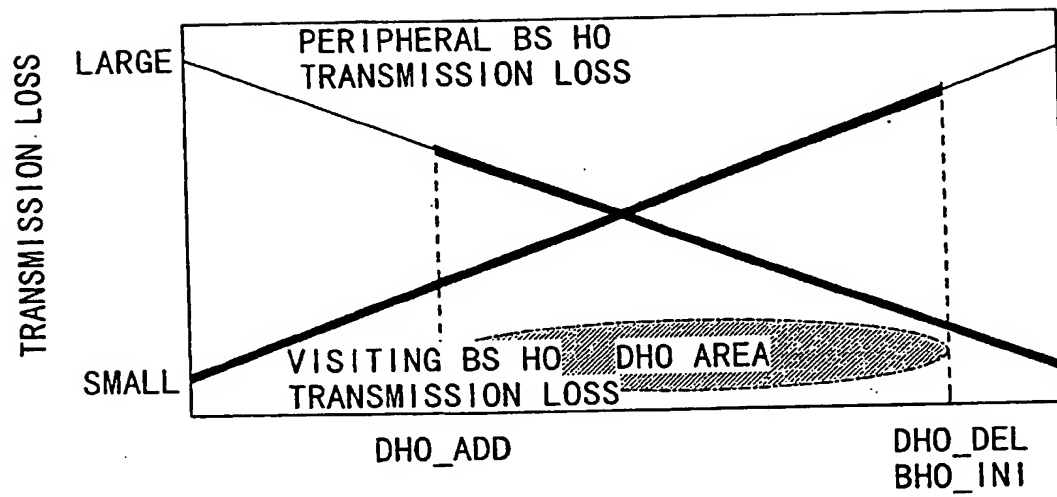 PERIPHERAL BS HO
TRANSMISSION LOSS
LARGE
TRANSMISSION LOSS
SMALL
VISITING BS HO
TRANSMISSION LOSS
DHO AREA
DHO_ADD
DHO_DEL
BHO_INI